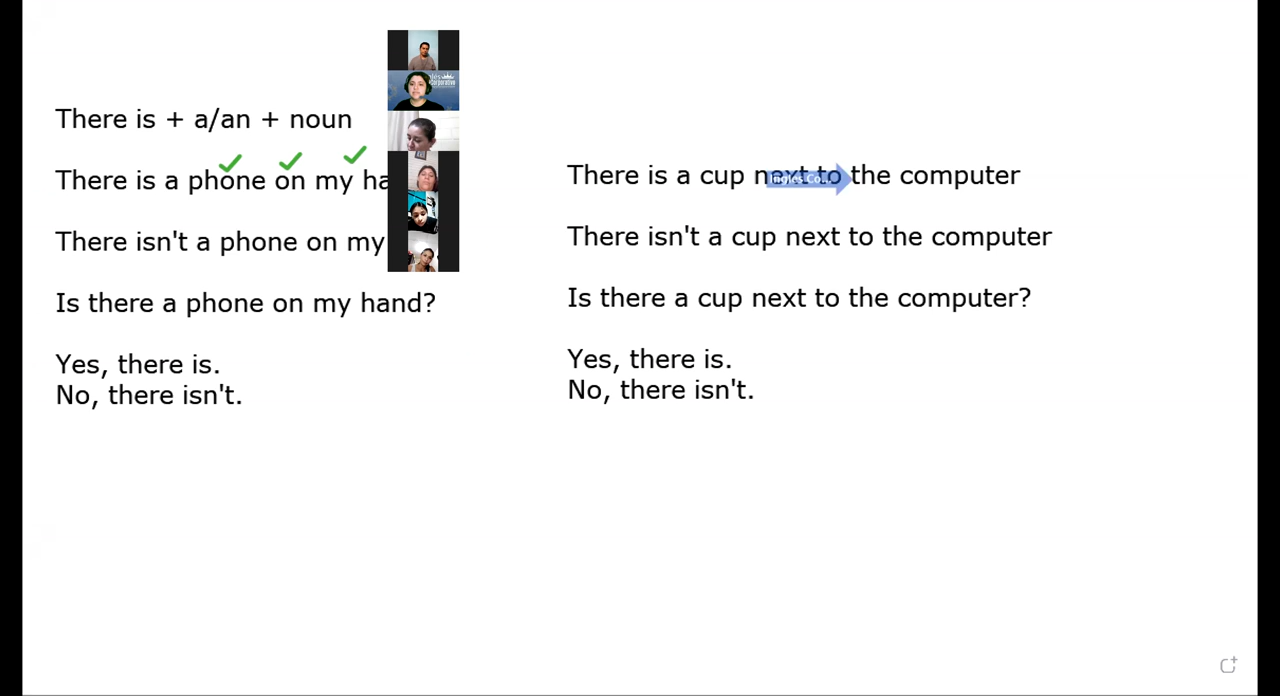 There is + a/an + noun
There is a phone on my ha
There isn't a phone on my
Is there a phone on my hand?
Yes, there is.
No, there isn't.
There is a cup next to the computer
Inglés Co...
There isn't a cup next to the computer
Is there a cup next to the computer?
Yes, there is.
No, there isn't.